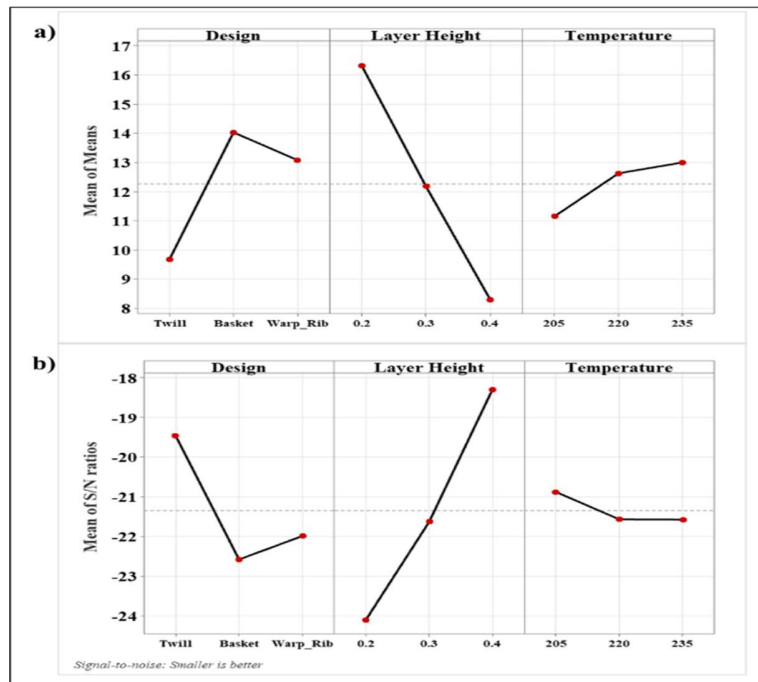 a)
Design Layer Height Temperature
Mean of Means
17
16
15
14
13
12
11
10
9
8
Twill Basket Warp_Rib 0.2 0.3 0.4 205 220 235
b)
Design Layer Height Temperature
Mean of S/N ratios
-18
-19
-20
-21
-22
-23
-24
Twill Basket Warp_Rib 0.2 0.3 0.4 205 220 235
Signal-to-noise: Smaller is better